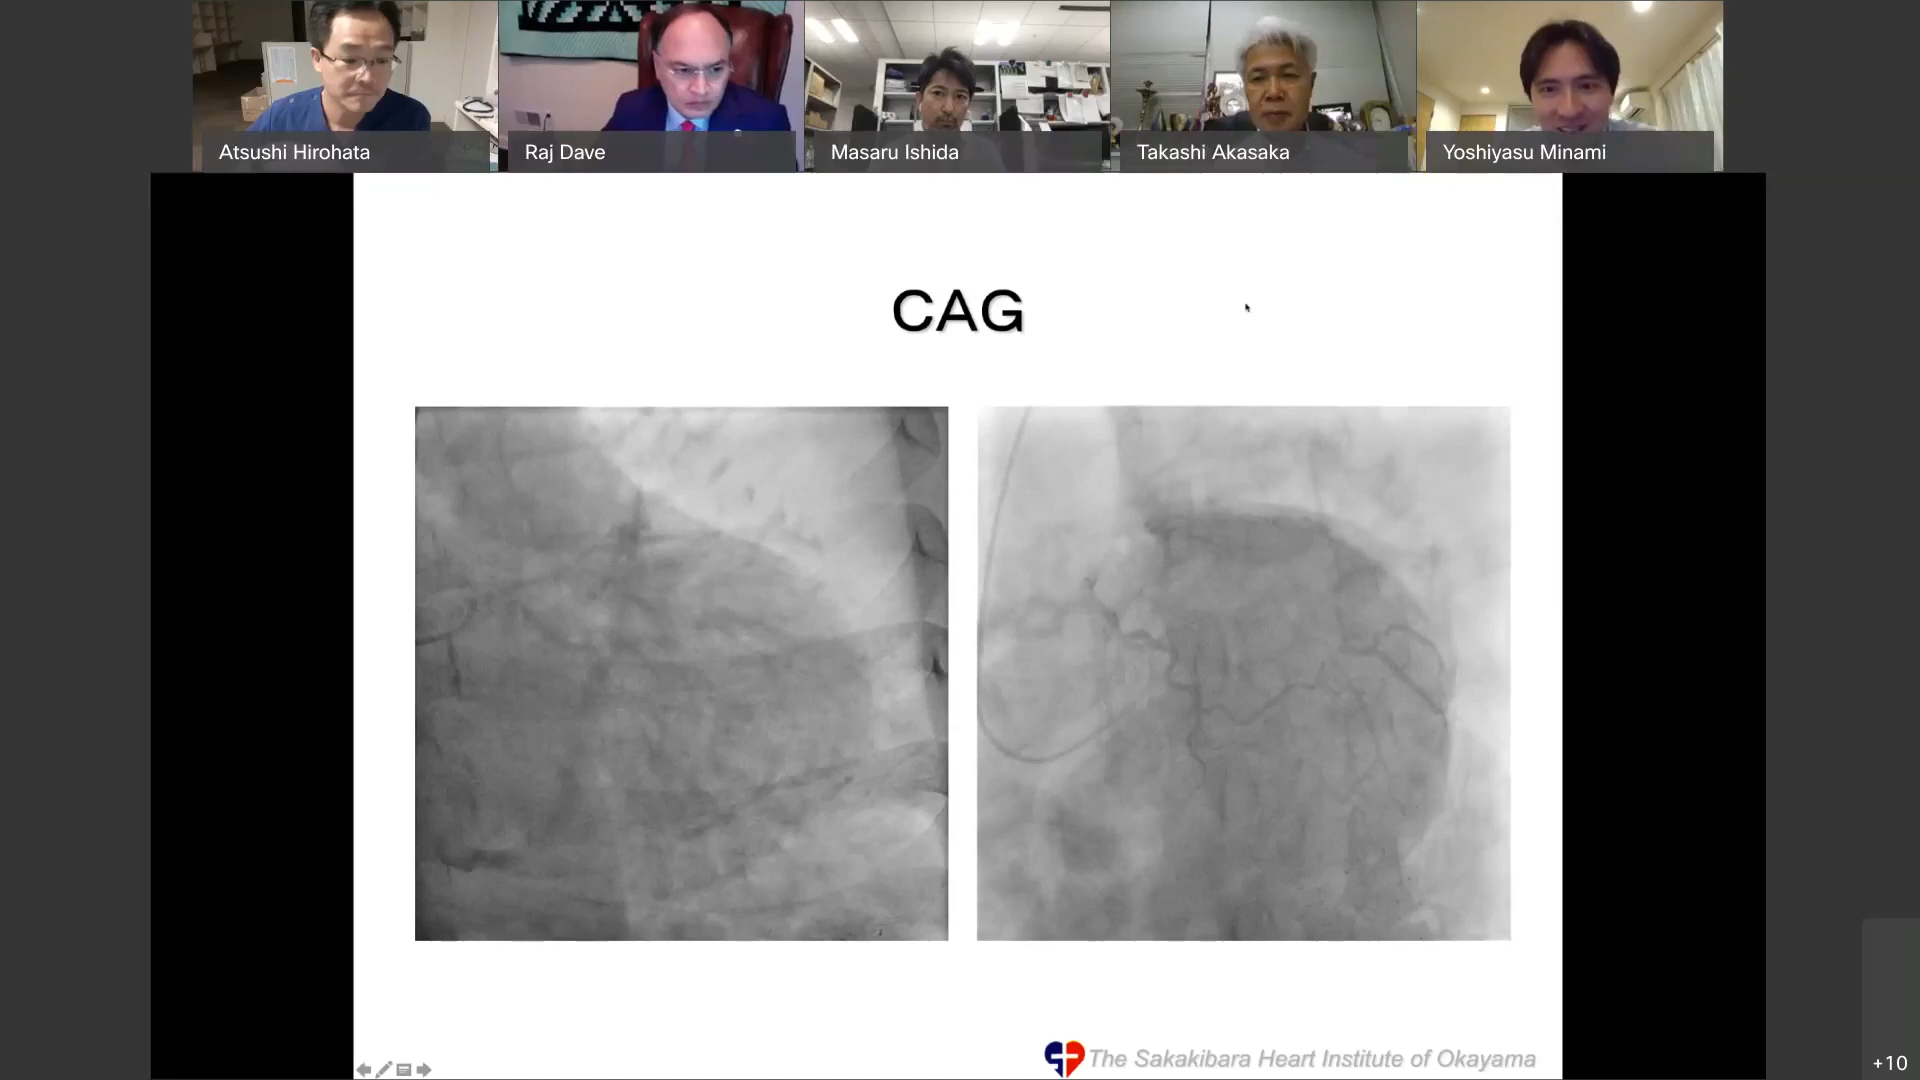 Atsushi Hirohata
Raj Dave
Masaru Ishida
Takashi Akasaka
Yoshiyasu Minami
CAG
The Sakakibara Heart Institute of Okayama
+10